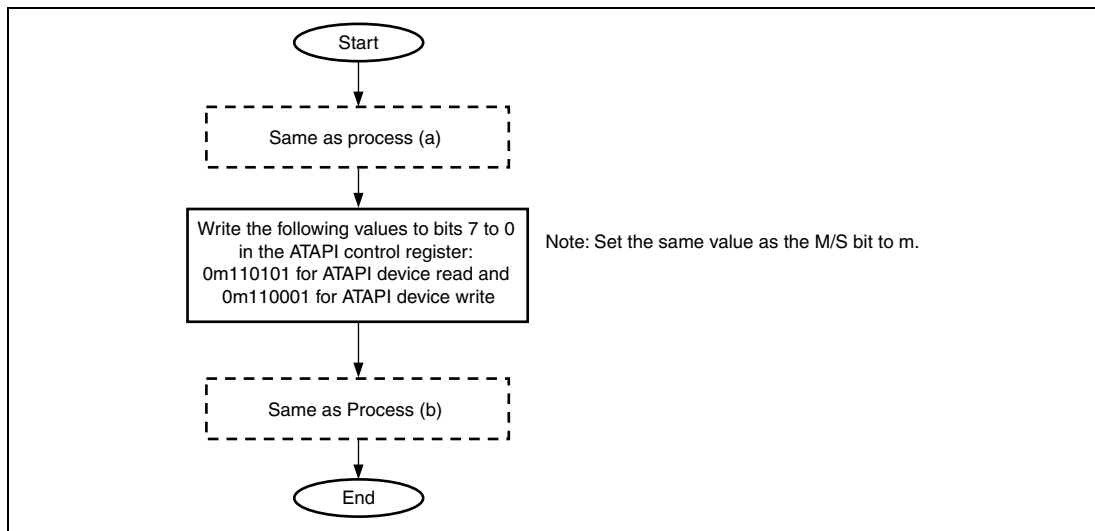 Start
Same as process (a)
Write the following values to bits 7 to 0
in the ATAPI control register:
0m110101 for ATAPI device read and
0m110001 for ATAPI device write
Note: Set the same value as the M/S bit to m.
Same as Process (b)
End